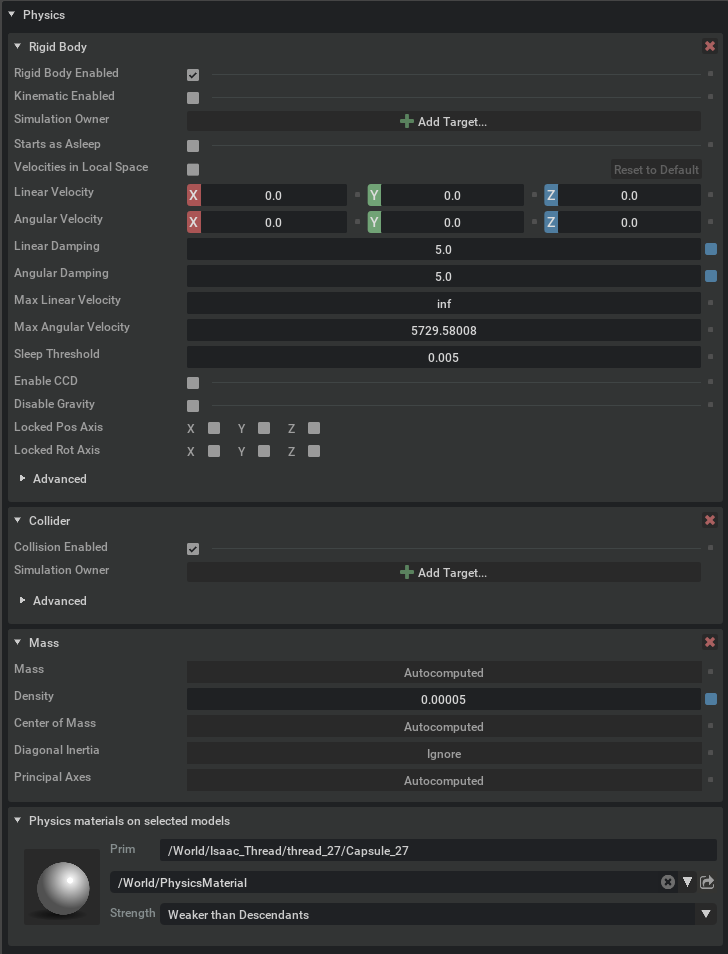 Physics
Rigid Body
Rigid Body Enabled
Kinematic Enabled
Simulation Owner Add Target...
Starts as Asleep
Velocities in Local Space Reset to Default
Linear Velocity X 0.0 Y 0.0 Z 0.0
Angular Velocity X 0.0 Y 0.0 Z 0.0
Linear Damping 5.0
Angular Damping 5.0
Max Linear Velocity inf
Max Angular Velocity 5729.58008
Sleep Threshold 0.005
Enable CCD
Disable Gravity
Locked Pos Axis X Y Z
Locked Rot Axis X Y Z
Advanced
Collider
Collision Enabled
Simulation Owner Add Target...
Advanced
Mass
Mass Autocomputed
Density 0.00005
Center of Mass Autocomputed
Diagonal Inertia Ignore
Principal Axes Autocomputed
Physics materials on selected models
Prim /World/Isaac_Thread/thread_27/Capsule_27
/World/PhysicsMaterial
Strength Weaker than Descendants